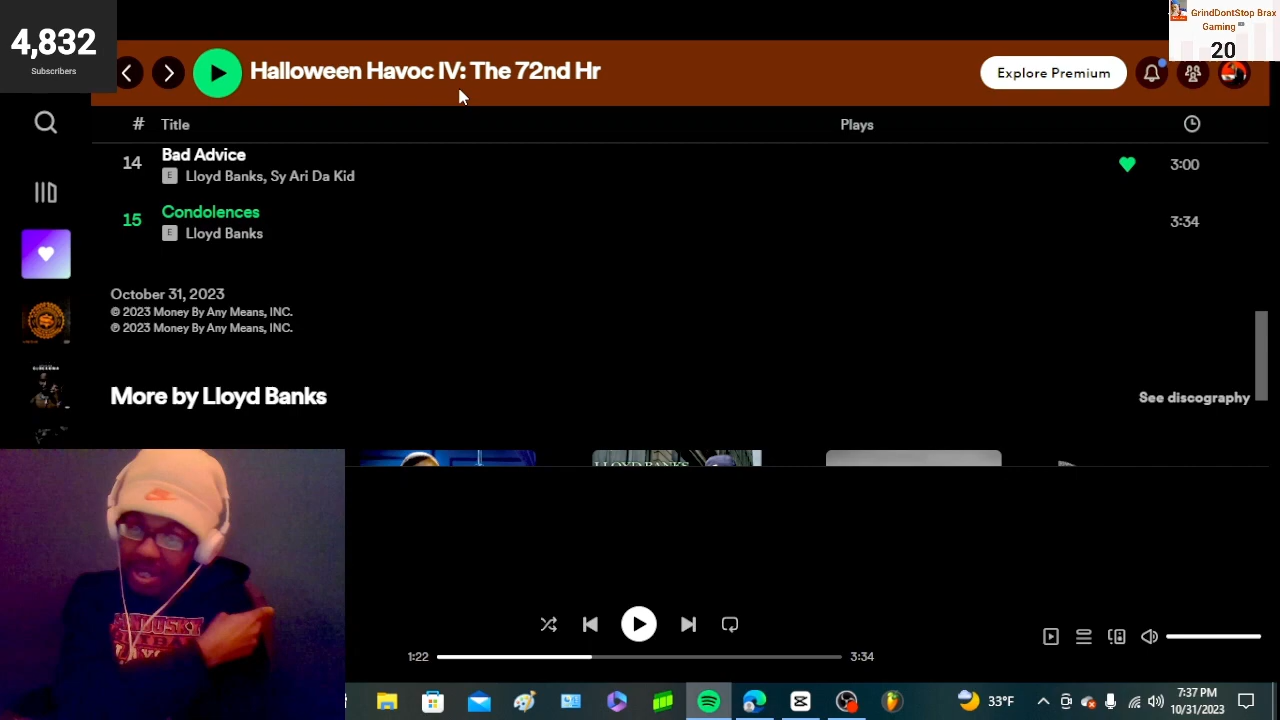 4,832
Subscribers
GrindDontStop Brax
Gaming
20
Halloween Havoc IV: The 72nd Hr
Explore Premium
# Title Plays
14 Bad Advice 3:00
E Lloyd Banks, Sy Ari Da Kid
15 Condolences 3:34
E Lloyd Banks
October 31, 2023
© 2023 Money By Any Means, INC.
℗ 2023 Money By Any Means, INC.
More by Lloyd Banks
See discography
LLOYD BANKS
1:22 3:34
33°F
7:37 PM
10/31/2023